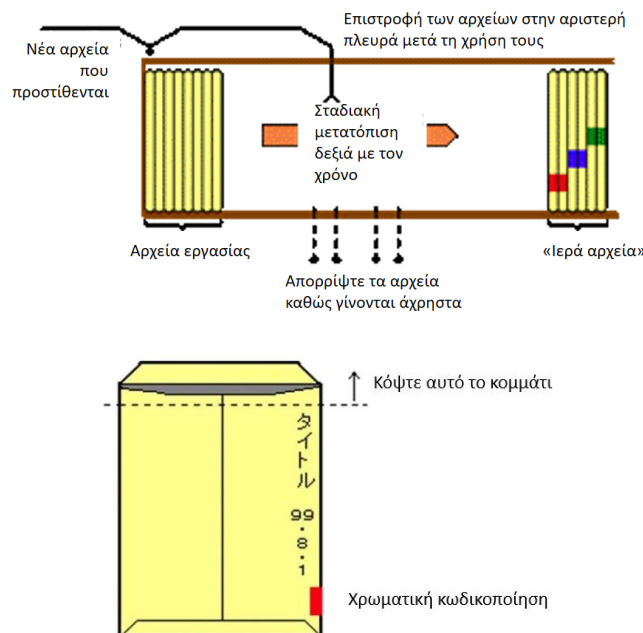 Επιστροφή των αρχείων στην αριστερή
πλευρά μετά τη χρήση τους
Νέα αρχεία
που
προστίθενται
Σταδιακή
μετατόπιση
δεξιά με τον
χρόνο
Αρχεία εργασίας
«Ιερά αρχεία»
Απορρίψτε τα αρχεία
καθώς γίνονται άχρηστα
Κόψτε αυτό το κομμάτι
タイトル 99・8・1
Χρωματική κωδικοποίηση